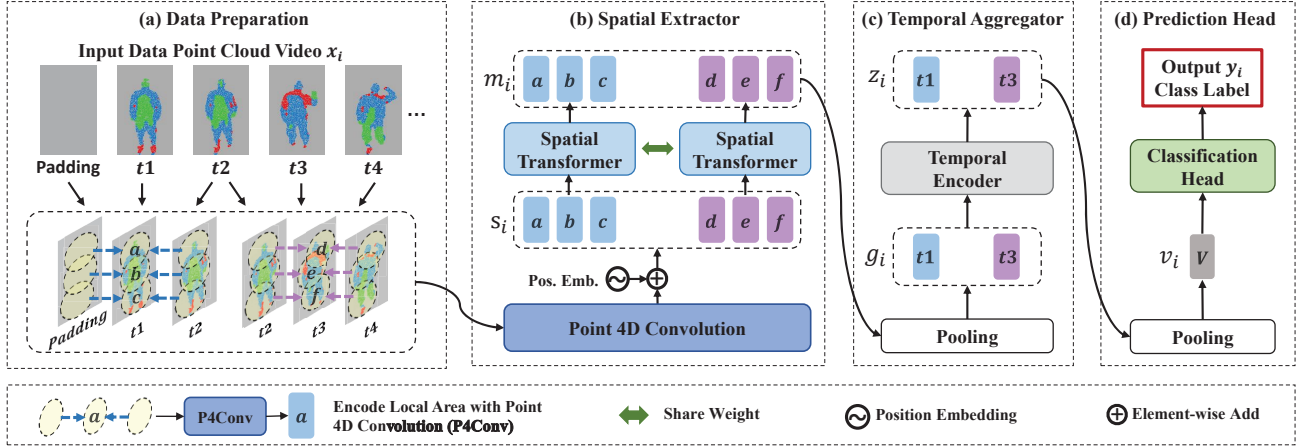 (a) Data Preparation
Input Data Point Cloud Video x_i
...
Padding t1 t2 t3 t4
a
b
c
d
e
f
Padding t1 t2 t2 t3 t4
(b) Spatial Extractor
m_i a b c d e f
Spatial Transformer
Spatial Transformer
s_i a b c d e f
Pos. Emb.
Point 4D Convolution
(c) Temporal Aggregator
z_i t1 t3
Temporal
Encoder
g_i t1 t3
Pooling
(d) Prediction Head
Output y_i
Class Label
Classification
Head
v_i V
Pooling
a P4Conv a
Encode Local Area with Point
4D Convolution (P4Conv)
Share Weight
Position Embedding
Element-wise Add